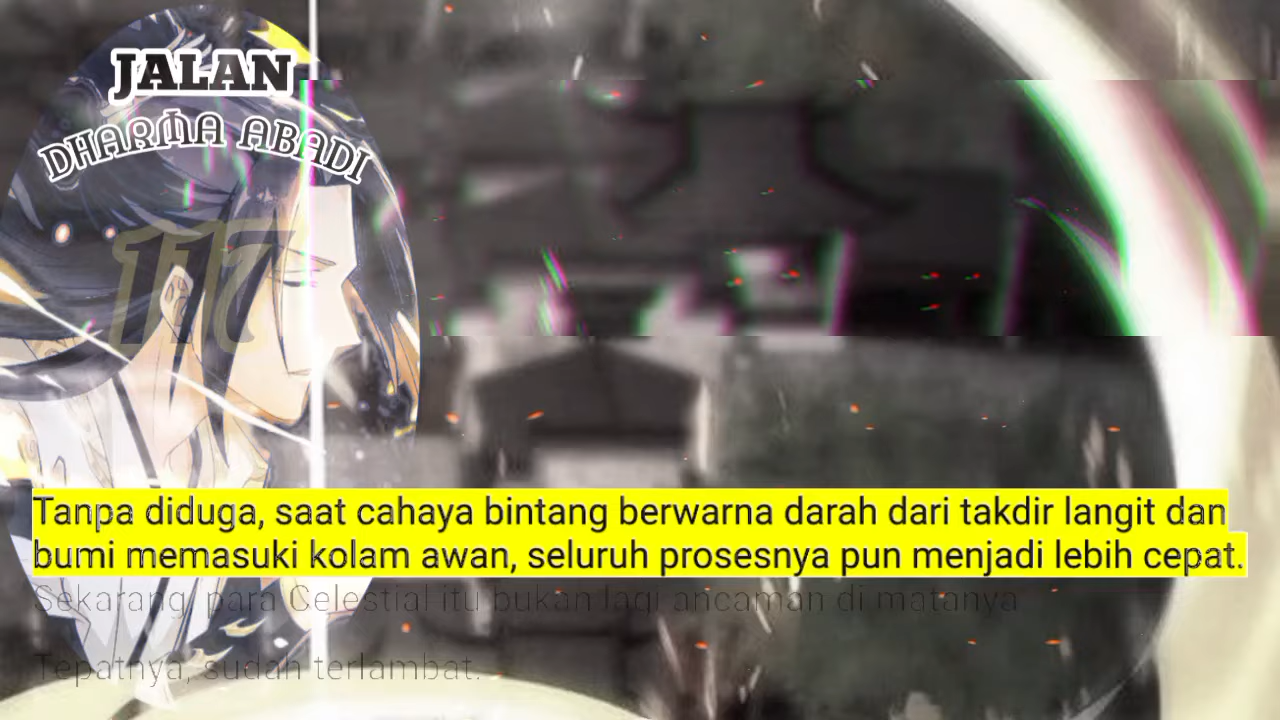 JALAN
DHARMA ABADI
117
Tanpa diduga, saat cahaya bintang berwarna darah dari takdir langit dan
bumi memasuki kolam awan, seluruh prosesnya pun menjadi lebih cepat.
Sekarang, para Celestial itu bukan lagi ancaman di matanya
Tepatnya, sudah terlambat.